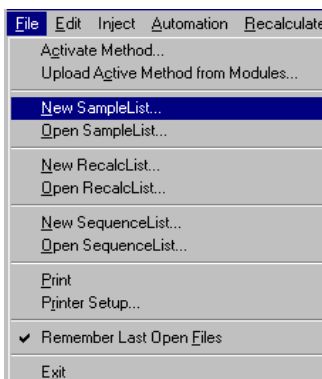 File Edit Inject Automation Recalculate
Activate Method...
Upload Active Method from Modules...
New SampleList...
Open SampleList...
New RecalcList...
Open RecalcList...
New SequenceList...
Open SequenceList...
Print
Printer Setup...
✓ Remember Last Open Files
Exit